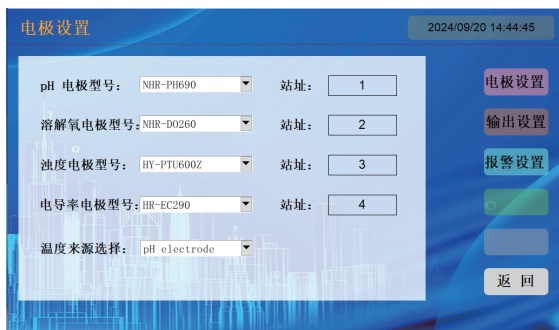 电极设置
2024/09/20 14:44:45
pH 电极型号： NHR-PH690 站址： 1
溶解氧电极型号：NHR-DO260 站址： 2
浊度电极型号： HY-PTU600Z 站址： 3
电导率电极型号：HR-EC290 站址： 4
温度来源选择： pH electrode
电极设置
输出设置
报警设置
返 回